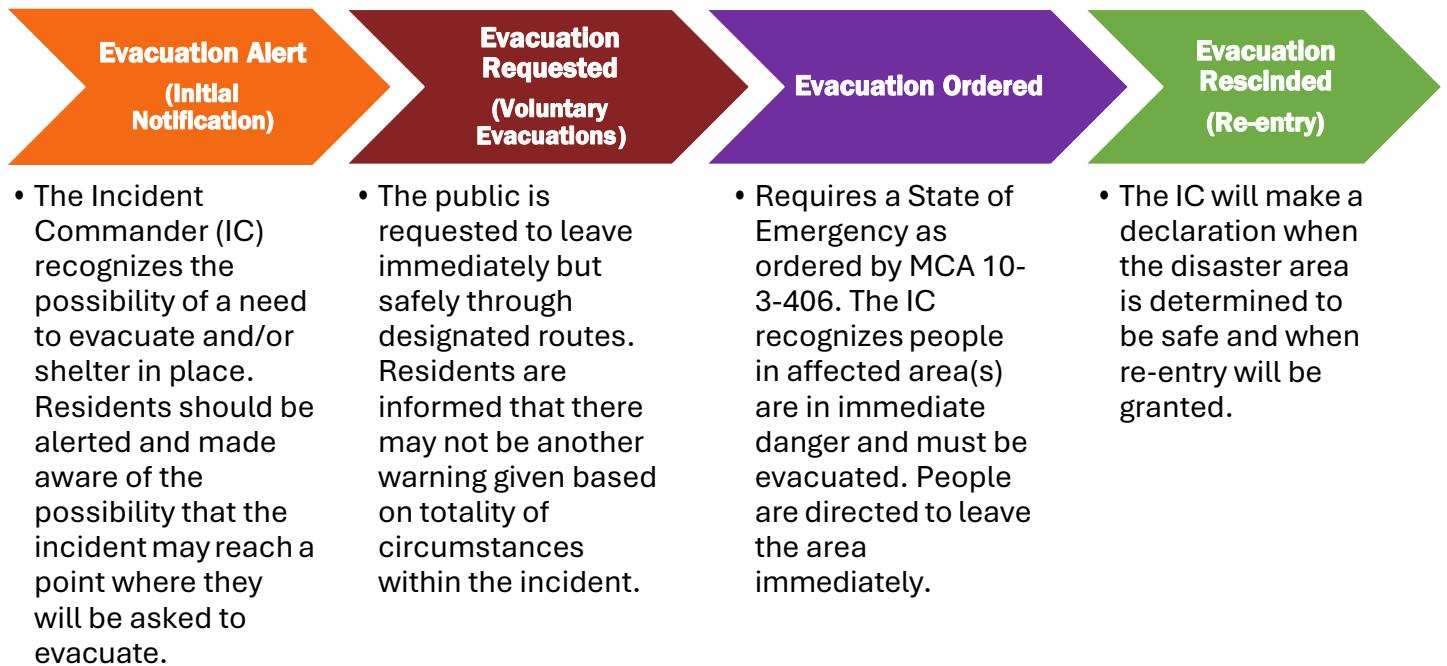 Evacuation Alert
(Initial
Notification)
Evacuation
Requested
(Voluntary
Evacuations)
Evacuation Ordered
Evacuation
Rescinded
(Re-entry)
• The Incident
Commander (IC)
recognizes the
possibility of a need
to evacuate and/or
shelter in place.
Residents should be
alerted and made
aware of the
possibility that the
incident may reach a
point where they
will be asked to
evacuate.
• The public is
requested to leave
immediately but
safely through
designated routes.
Residents are
informed that there
may not be another
warning given based
on totality of
circumstances
within the incident.
• Requires a State of
Emergency as
ordered by MCA 10-
3-406. The IC
recognizes people
in affected area(s)
are in immediate
danger and must be
evacuated. People
are directed to leave
the area
immediately.
• The IC will make a
declaration when
the disaster area
is determined to
be safe and when
re-entry will be
granted.